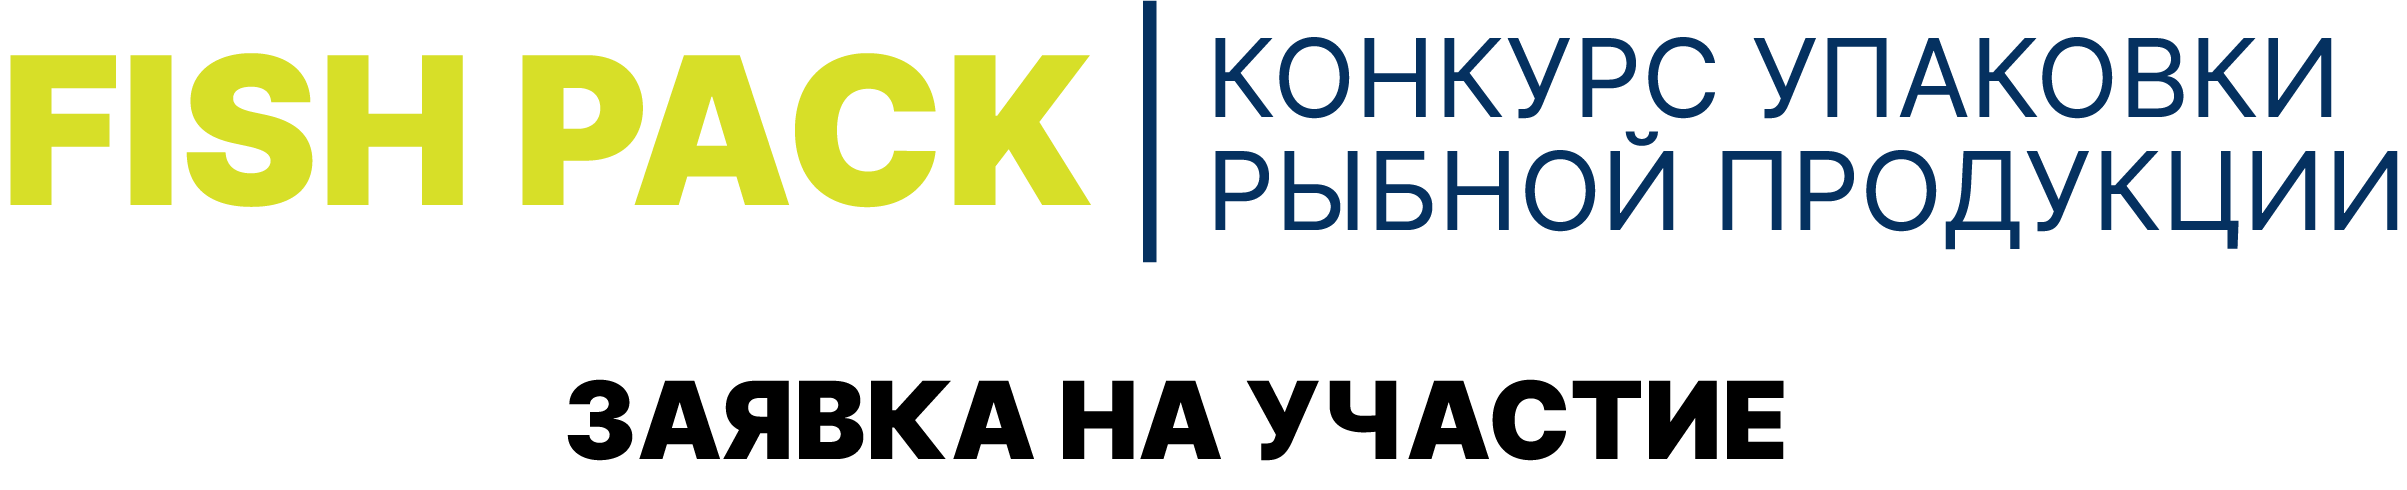 FISH PACK
КОНКУРС УПАКОВКИ
РЫБНОЙ ПРОДУКЦИИ
ЗАЯВКА НА УЧАСТИЕ